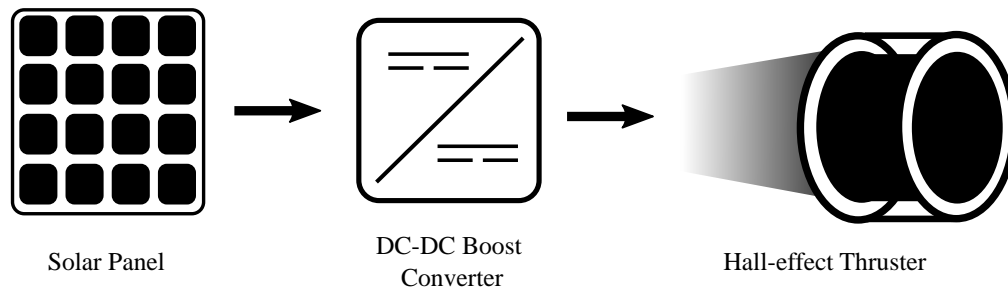 Solar Panel
DC-DC Boost
Converter
Hall-effect Thruster